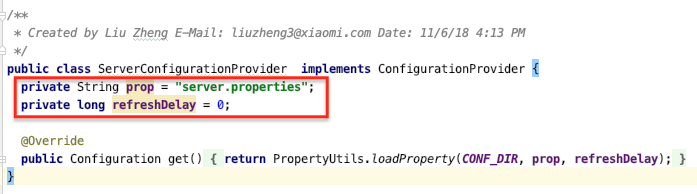 /**
 * Created by Liu Zheng E-Mail: liuzheng3@xiaomi.com Date: 11/6/18 4:13 PM
 */
public class ServerConfigurationProvider  implements ConfigurationProvider {
  private String prop = "server.properties";
  private long refreshDelay = 0;
  @Override
  public Configuration get() { return PropertyUtils.loadProperty(CONF_DIR, prop, refreshDelay); }
}